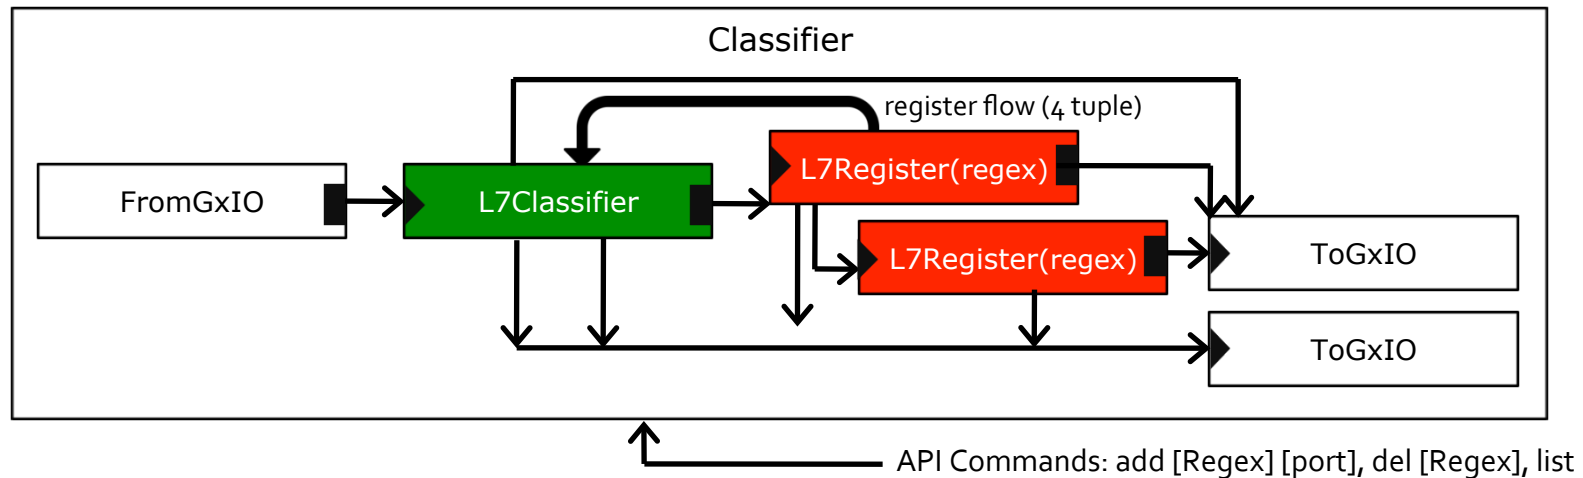 Classifier
register flow (4 tuple)
L7Register(regex)
FromGxIO
L7Classifier
L7Register(regex)
ToGxIO
ToGxIO
API Commands: add [Regex] [port], del [Regex], list